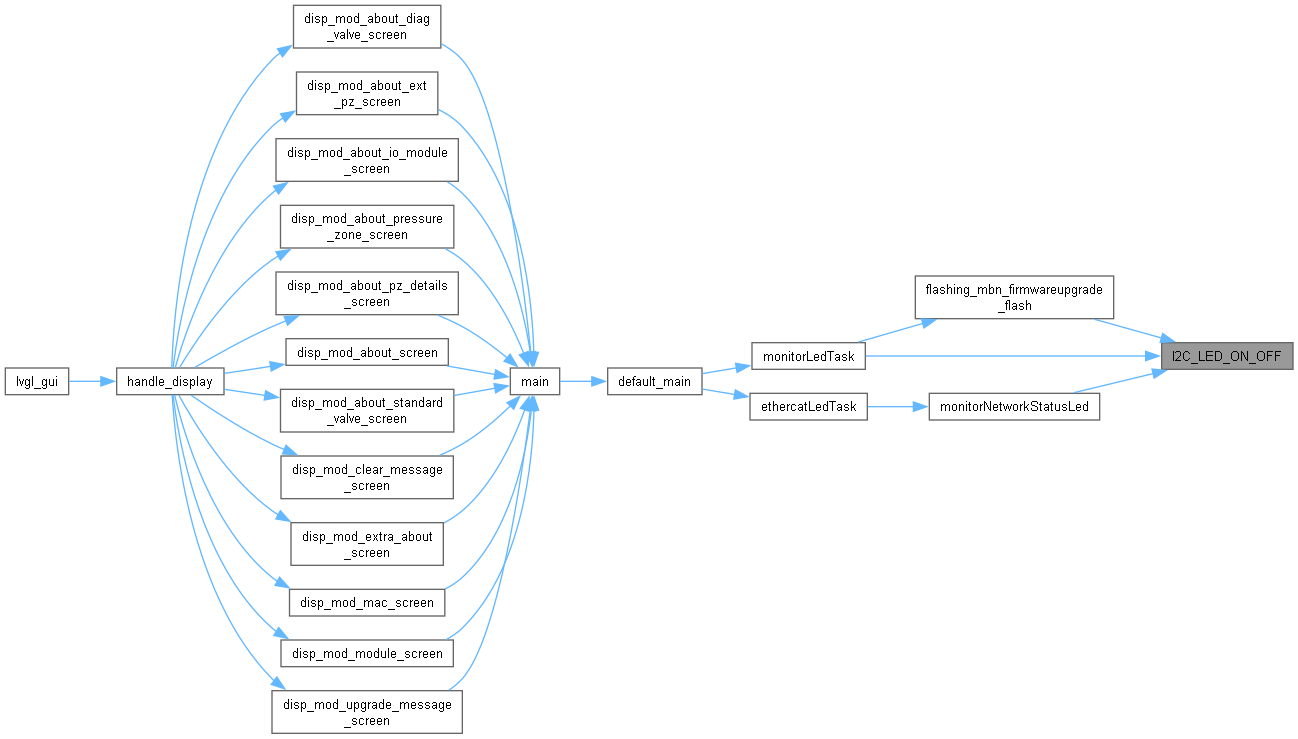 disp_mod_about_diag
_valve_screen
disp_mod_about_ext
_pz_screen
disp_mod_about_io_module
_screen
disp_mod_about_pressure
_zone_screen
disp_mod_about_pz_details
_screen
disp_mod_about_screen
disp_mod_about_standard
_valve_screen
disp_mod_clear_message
_screen
disp_mod_extra_about
_screen
disp_mod_mac_screen
disp_mod_module_screen
disp_mod_upgrade_message
_screen
lvgl_gui
handle_display
main
default_main
monitorLedTask
ethercatLedTask
flashing_mbn_firmwareupgrade
_flash
monitorNetworkStatusLed
I2C_LED_ON_OFF